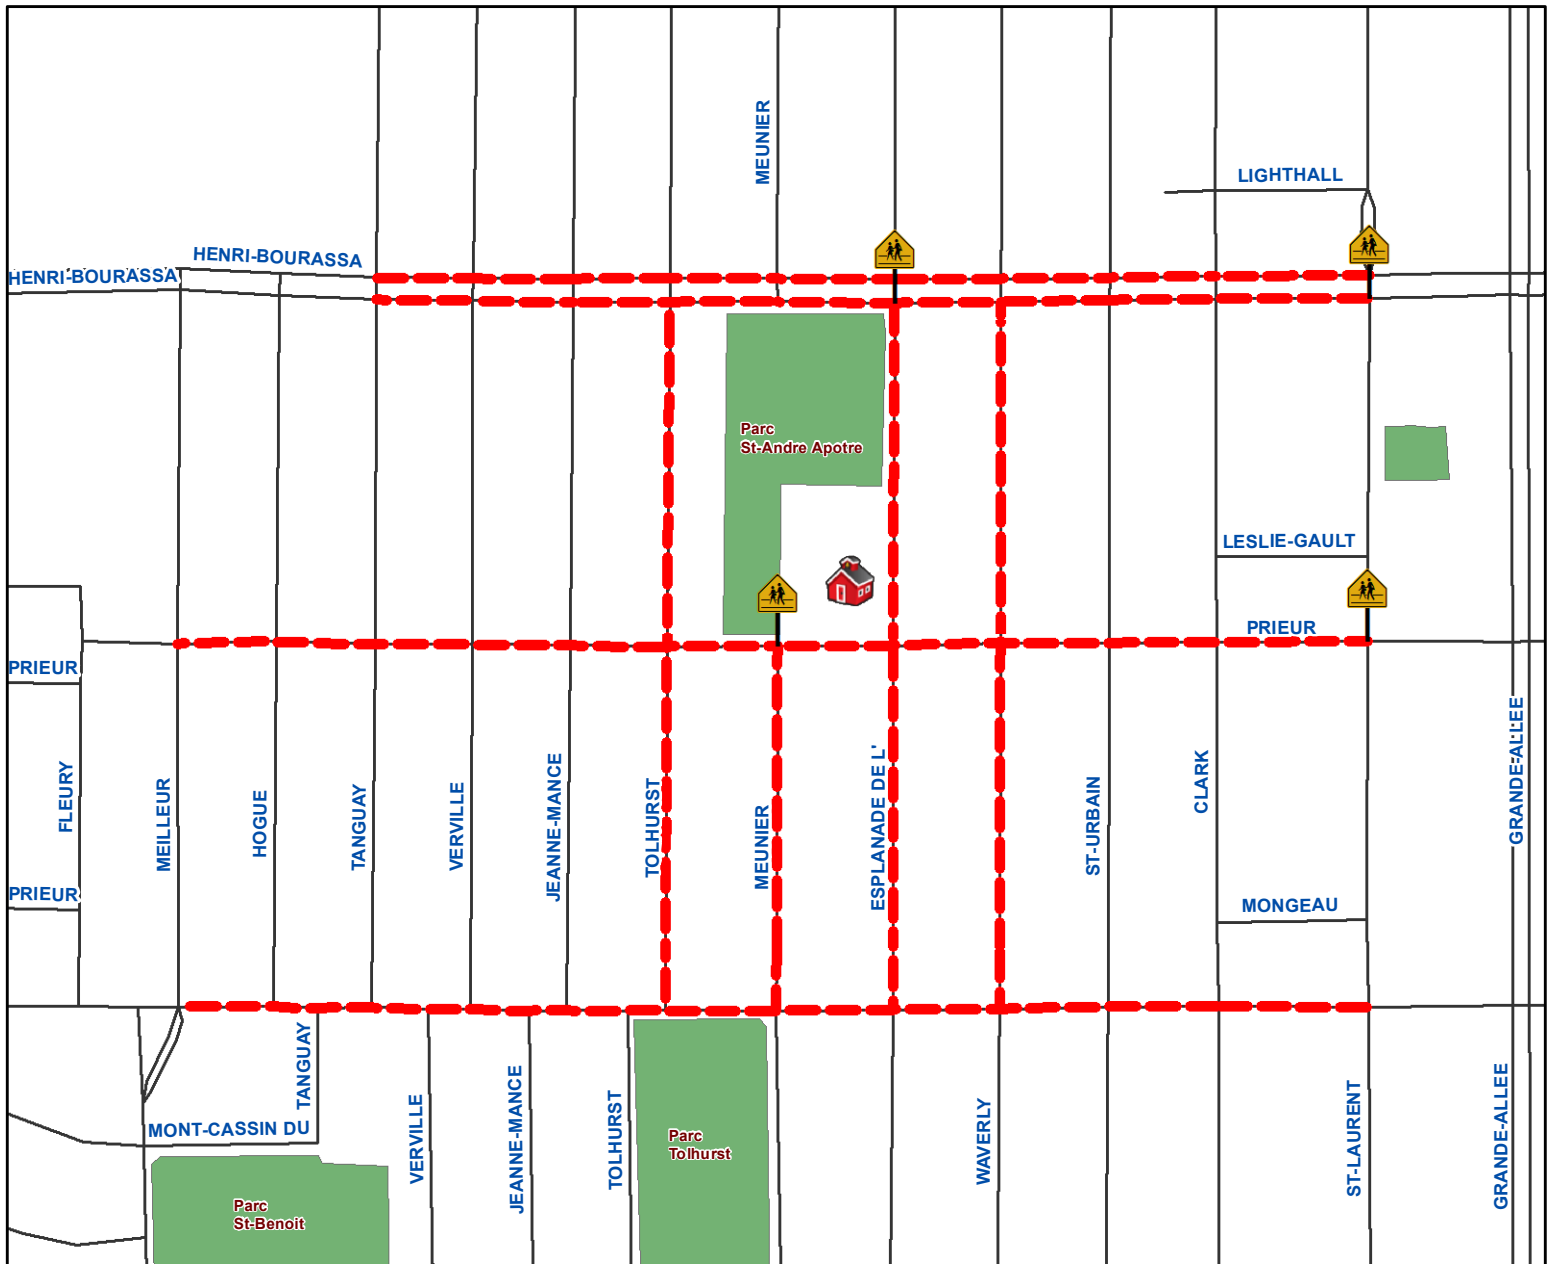 MEUNIER
LIGHTHALL
HENRI-BOURASSA
HENRI-BOURASSA
Parc
St-Andre Apotre
LESLIE-GAULT
PRIEUR
PRIEUR
FLEURY
MEILLEUR
HOGUE
TANGUAY
VERVILLE
JEANNE-MANCE
TOLHURST
MEUNIER
ESPLANADE DE L'
ST-URBAIN
CLARK
GRANDE-ALLEE
PRIEUR
MONGEAU
TANGUAY
MONT-CASSIN DU
VERVILLE
JEANNE-MANCE
TOLHURST
Parc
Tolhurst
WAVERLY
ST-LAURENT
GRANDE-ALLEE
Parc
St-Benoit